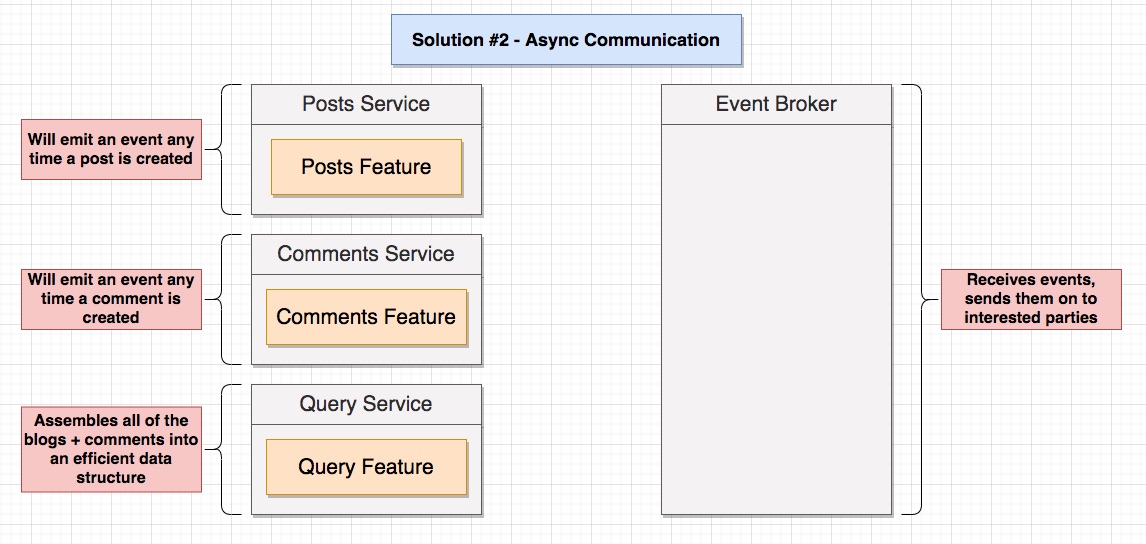 Solution #2 - Async Communication
Posts Service
Event Broker
Will emit an event any
time a post is created
Posts Feature
Comments Service
Will emit an event any
time a comment is
created
Comments Feature
Receives events,
sends them on to
interested parties
Query Service
Assembles all of the
blogs + comments into
an efficient data
structure
Query Feature